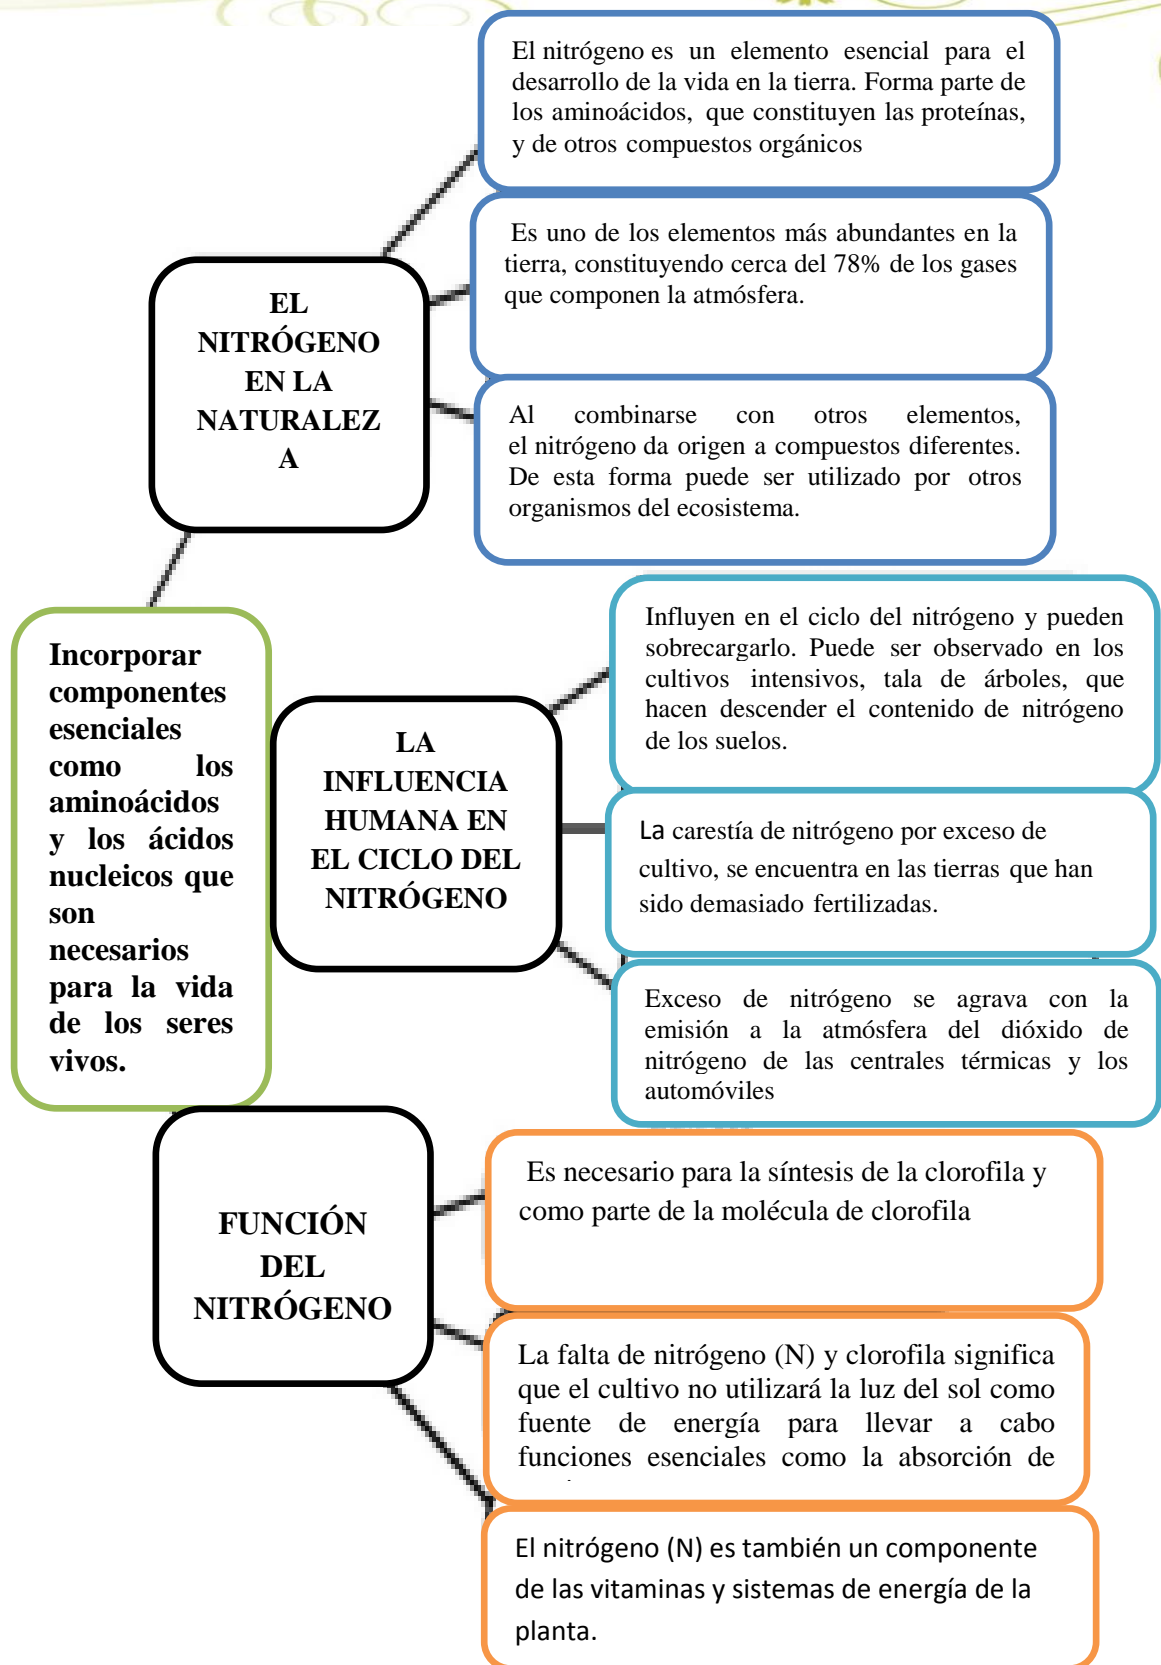 El nitrógeno es un elemento esencial para el
desarrollo de la vida en la tierra. Forma parte de
los aminoácidos, que constituyen las proteínas,
y de otros compuestos orgánicos
Es uno de los elementos más abundantes en la
tierra, constituyendo cerca del 78% de los gases
que componen la atmósfera.
EL
NITRÓGENO
EN LA
NATURALEZ
A
Al combinarse con otros elementos,
el nitrógeno da origen a compuestos diferentes.
De esta forma puede ser utilizado por otros
organismos del ecosistema.
Incorporar
componentes
esenciales
como los
aminoácidos
y los ácidos
nucleicos que
son
necesarios
para la vida
de los seres
vivos.
LA
INFLUENCIA
HUMANA EN
EL CICLO DEL
NITRÓGENO
Influyen en el ciclo del nitrógeno y pueden
sobrecargarlo. Puede ser observado en los
cultivos intensivos, tala de árboles, que
hacen descender el contenido de nitrógeno
de los suelos.
La carestía de nitrógeno por exceso de
cultivo, se encuentra en las tierras que han
sido demasiado fertilizadas.
Exceso de nitrógeno se agrava con la
emisión a la atmósfera del dióxido de
nitrógeno de las centrales térmicas y los
automóviles
FUNCIÓN
DEL
NITRÓGENO
Es necesario para la síntesis de la clorofila y
como parte de la molécula de clorofila
La falta de nitrógeno (N) y clorofila significa
que el cultivo no utilizará la luz del sol como
fuente de energía para llevar a cabo
funciones esenciales como la absorción de
El nitrógeno (N) es también un componente
de las vitaminas y sistemas de energía de la
planta.